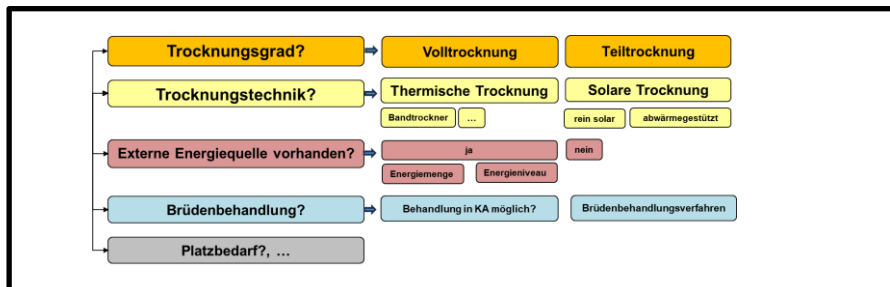 Trocknungsgrad?
Volltrocknung
Teiltrocknung
Trocknungstechnik?
Thermische Trocknung
Solare Trocknung
Bandtrockner
...
rein solar
abwärmegestützt
Externe Energiequelle vorhanden?
ja
nein
Energiemenge
Energieniveau
Brüdenbehandlung?
Behandlung in KA möglich?
Brüdenbehandlungsverfahren
Platzbedarf?, ...